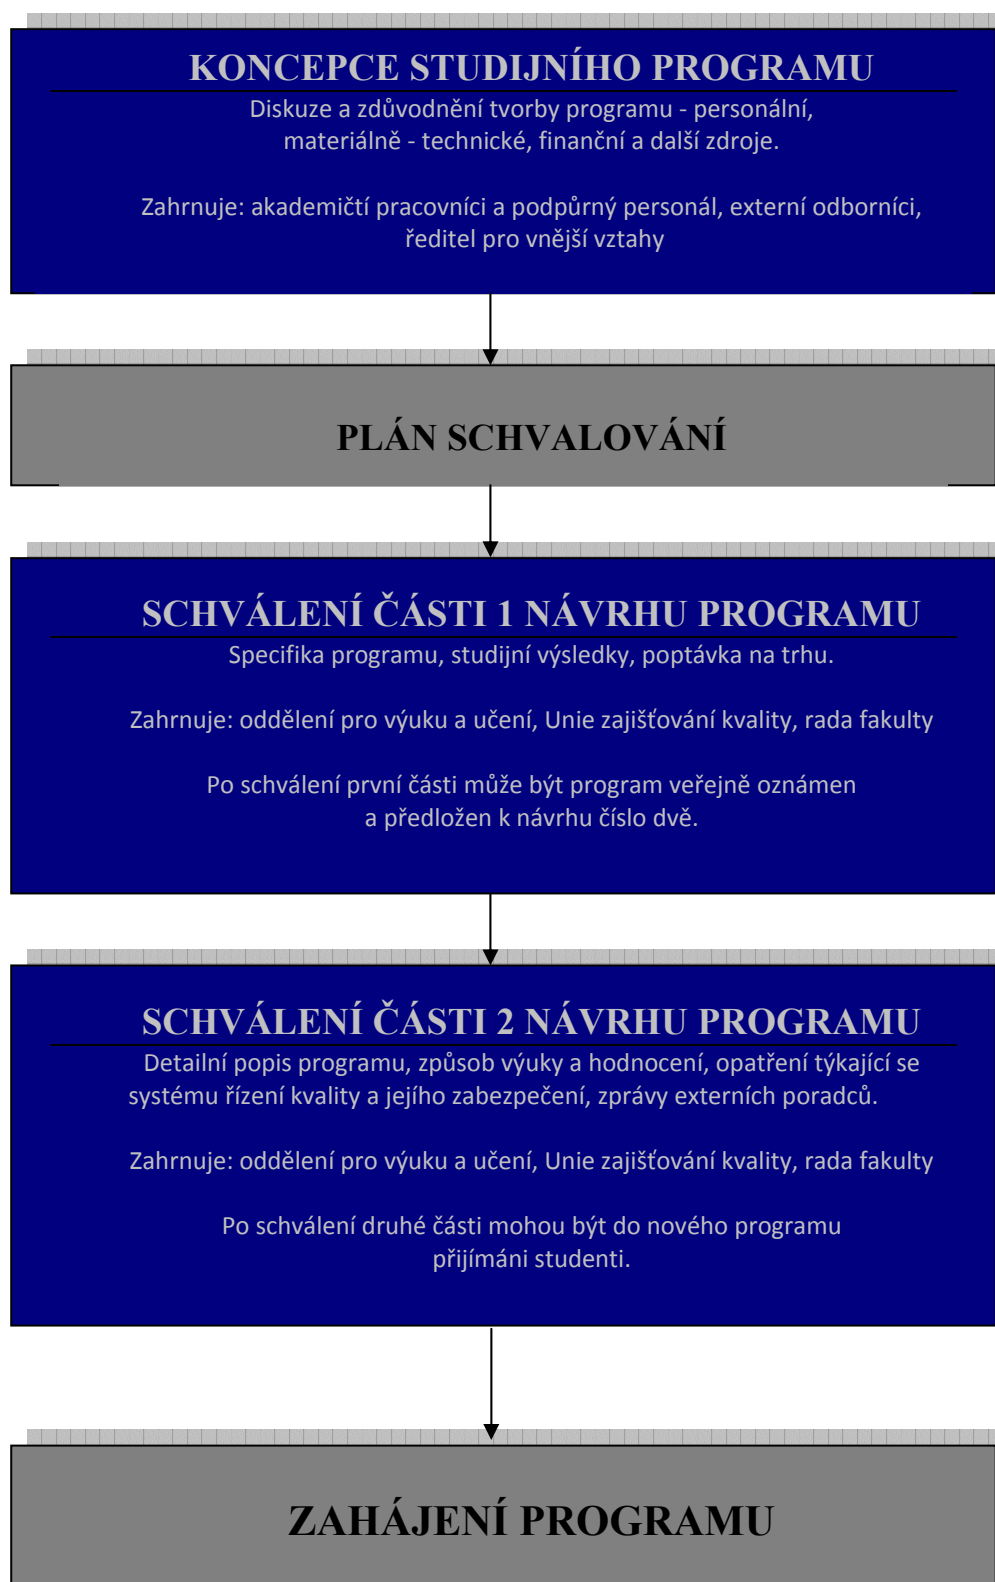 KONCEPCE STUDIJNÍHO PROGRAMU
Diskuze a zdůvodnění tvorby programu - personální,
materiálně - technické, finanční a další zdroje.
Zahrnuje: akademičtí pracovníci a podpůrný personál, externí odborníci,
ředitel pro vnější vztahy
PLÁN SCHVALOVÁNÍ
SCHVÁLENÍ ČÁSTI 1 NÁVRHU PROGRAMU
Specifika programu, studijní výsledky, poptávka na trhu.
Zahrnuje: oddělení pro výuku a učení, Unie zajišťování kvality, rada fakulty
Po schválení první části může být program veřejně oznámen
a předložen k návrhu číslo dvě.
SCHVÁLENÍ ČÁSTI 2 NÁVRHU PROGRAMU
Detailní popis programu, způsob výuky a hodnocení, opatření týkající se
systému řízení kvality a jejího zabezpečení, zprávy externích poradců.
Zahrnuje: oddělení pro výuku a učení, Unie zajišťování kvality, rada fakulty
Po schválení druhé části mohou být do nového programu
přijímáni studenti.
ZAHÁJENÍ PROGRAMU